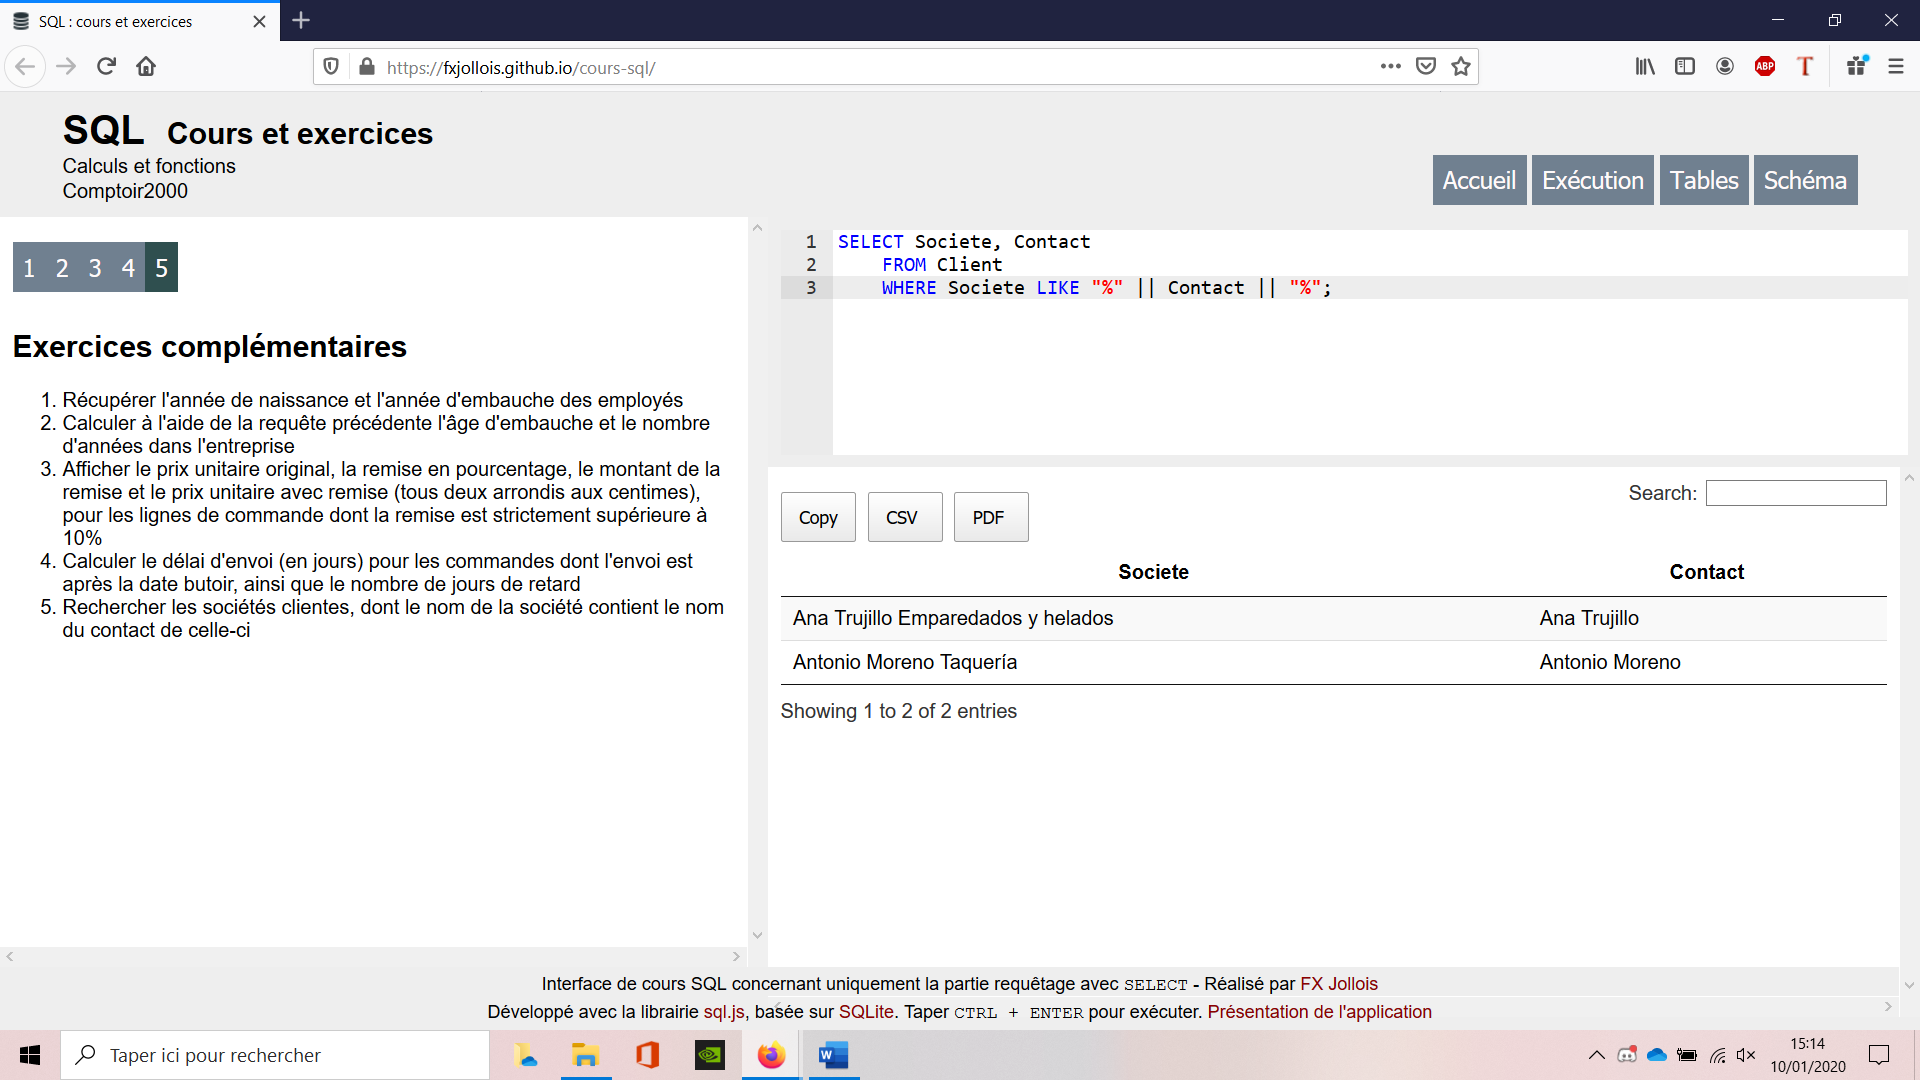 SQL : cours et exercices
https://fxjollois.github.io/cours-sql/
ABP
T
SQL Cours et exercices
Calculs et fonctions
Comptoir2000
Accueil Exécution Tables Schéma
1 2 3 4 5
Exercices complémentaires
1. Récupérer l'année de naissance et l'année d'embauche des employés
2. Calculer à l'aide de la requête précédente l'âge d'embauche et le nombre
d'années dans l'entreprise
3. Afficher le prix unitaire original, la remise en pourcentage, le montant de la
remise et le prix unitaire avec remise (tous deux arrondis aux centimes),
pour les lignes de commande dont la remise est strictement supérieure à
10%
4. Calculer le délai d'envoi (en jours) pour les commandes dont l'envoi est
après la date butoir, ainsi que le nombre de jours de retard
5. Rechercher les sociétés clientes, dont le nom de la société contient le nom
du contact de celle-ci
1 SELECT Societe, Contact
2 FROM Client
3 WHERE Societe LIKE "%" || Contact || "%";
Copy CSV PDF
Search:
Societe Contact
Ana Trujillo Emparedados y helados Ana Trujillo
Antonio Moreno Taquería Antonio Moreno
Showing 1 to 2 of 2 entries
Interface de cours SQL concernant uniquement la partie requêtage avec SELECT - Réalisé par FX Jollois
Développé avec la librairie sql.js, basée sur SQLite. Taper CTRL + ENTER pour exécuter. Présentation de l'application
Taper ici pour rechercher
W
15:14
10/01/2020